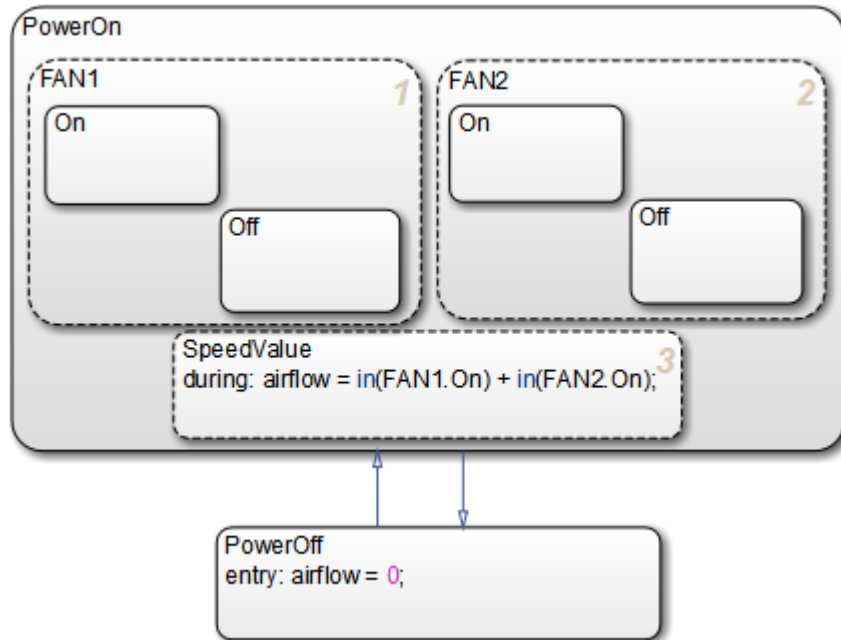 PowerOn
FAN1
1
On
Off
FAN2
2
On
Off
SpeedValue
3
during: airflow = in(FAN1.On) + in(FAN2.On);
PowerOff
entry: airflow = 0;